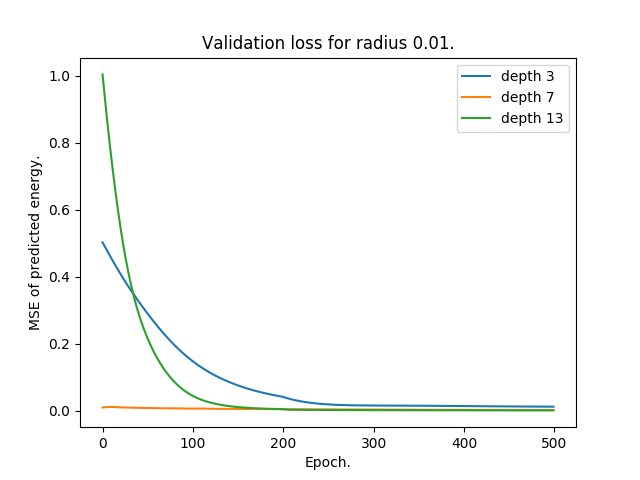 Validation loss for radius 0.01.
depth 3
depth 7
depth 13
MSE of predicted energy.
1.0
0.8
0.6
0.4
0.2
0.0
0 100 200 300 400 500
Epoch.